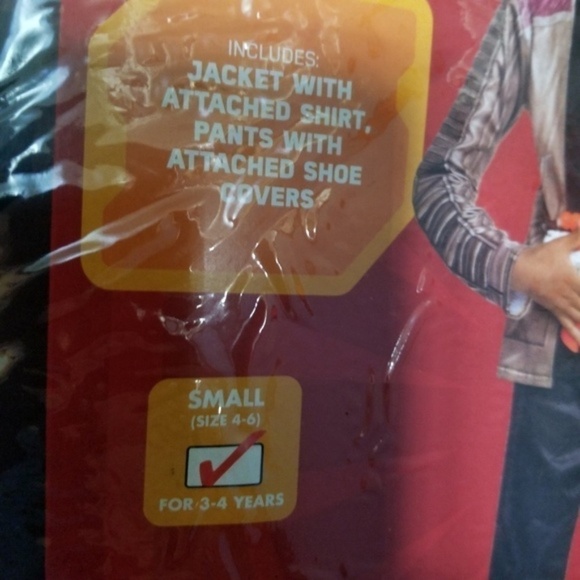 INCLUDES:
JACKET WITH
ATTACHED SHIRT,
PANTS WITH
ATTACHED SHOE
COVERS
SMALL
(SIZE 4-6)
FOR 3-4 YEARS